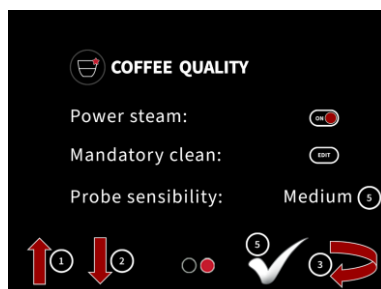 COFFEE QUALITY
Power steam: ON
Mandatory clean: EDIT
Probe sensibility: Medium 5
1 2 5 3